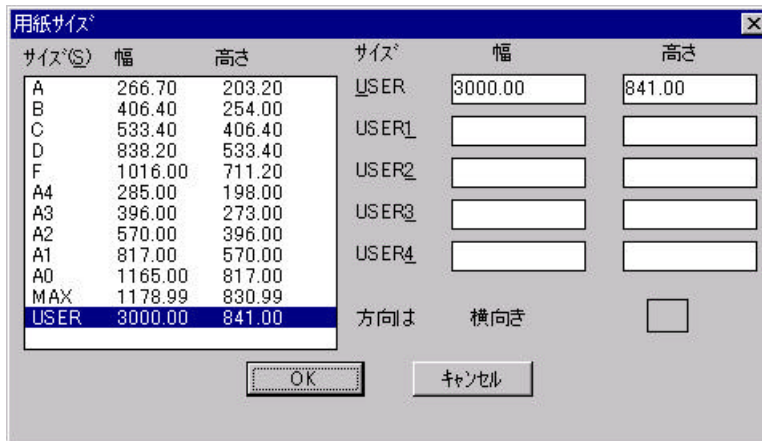 用紙サイズ
サイズ(S) 幅 高さ
A 266.70 203.20
B 406.40 254.00
C 533.40 406.40
D 838.20 533.40
F 1016.00 711.20
A4 285.00 198.00
A3 396.00 273.00
A2 570.00 396.00
A1 817.00 570.00
A0 1165.00 817.00
MAX 1178.99 830.99
USER 3000.00 841.00
サイズ 幅 高さ
USER 3000.00 841.00
USER1
USER2
USER3
USER4
方向は 横向き
OK キャンセル